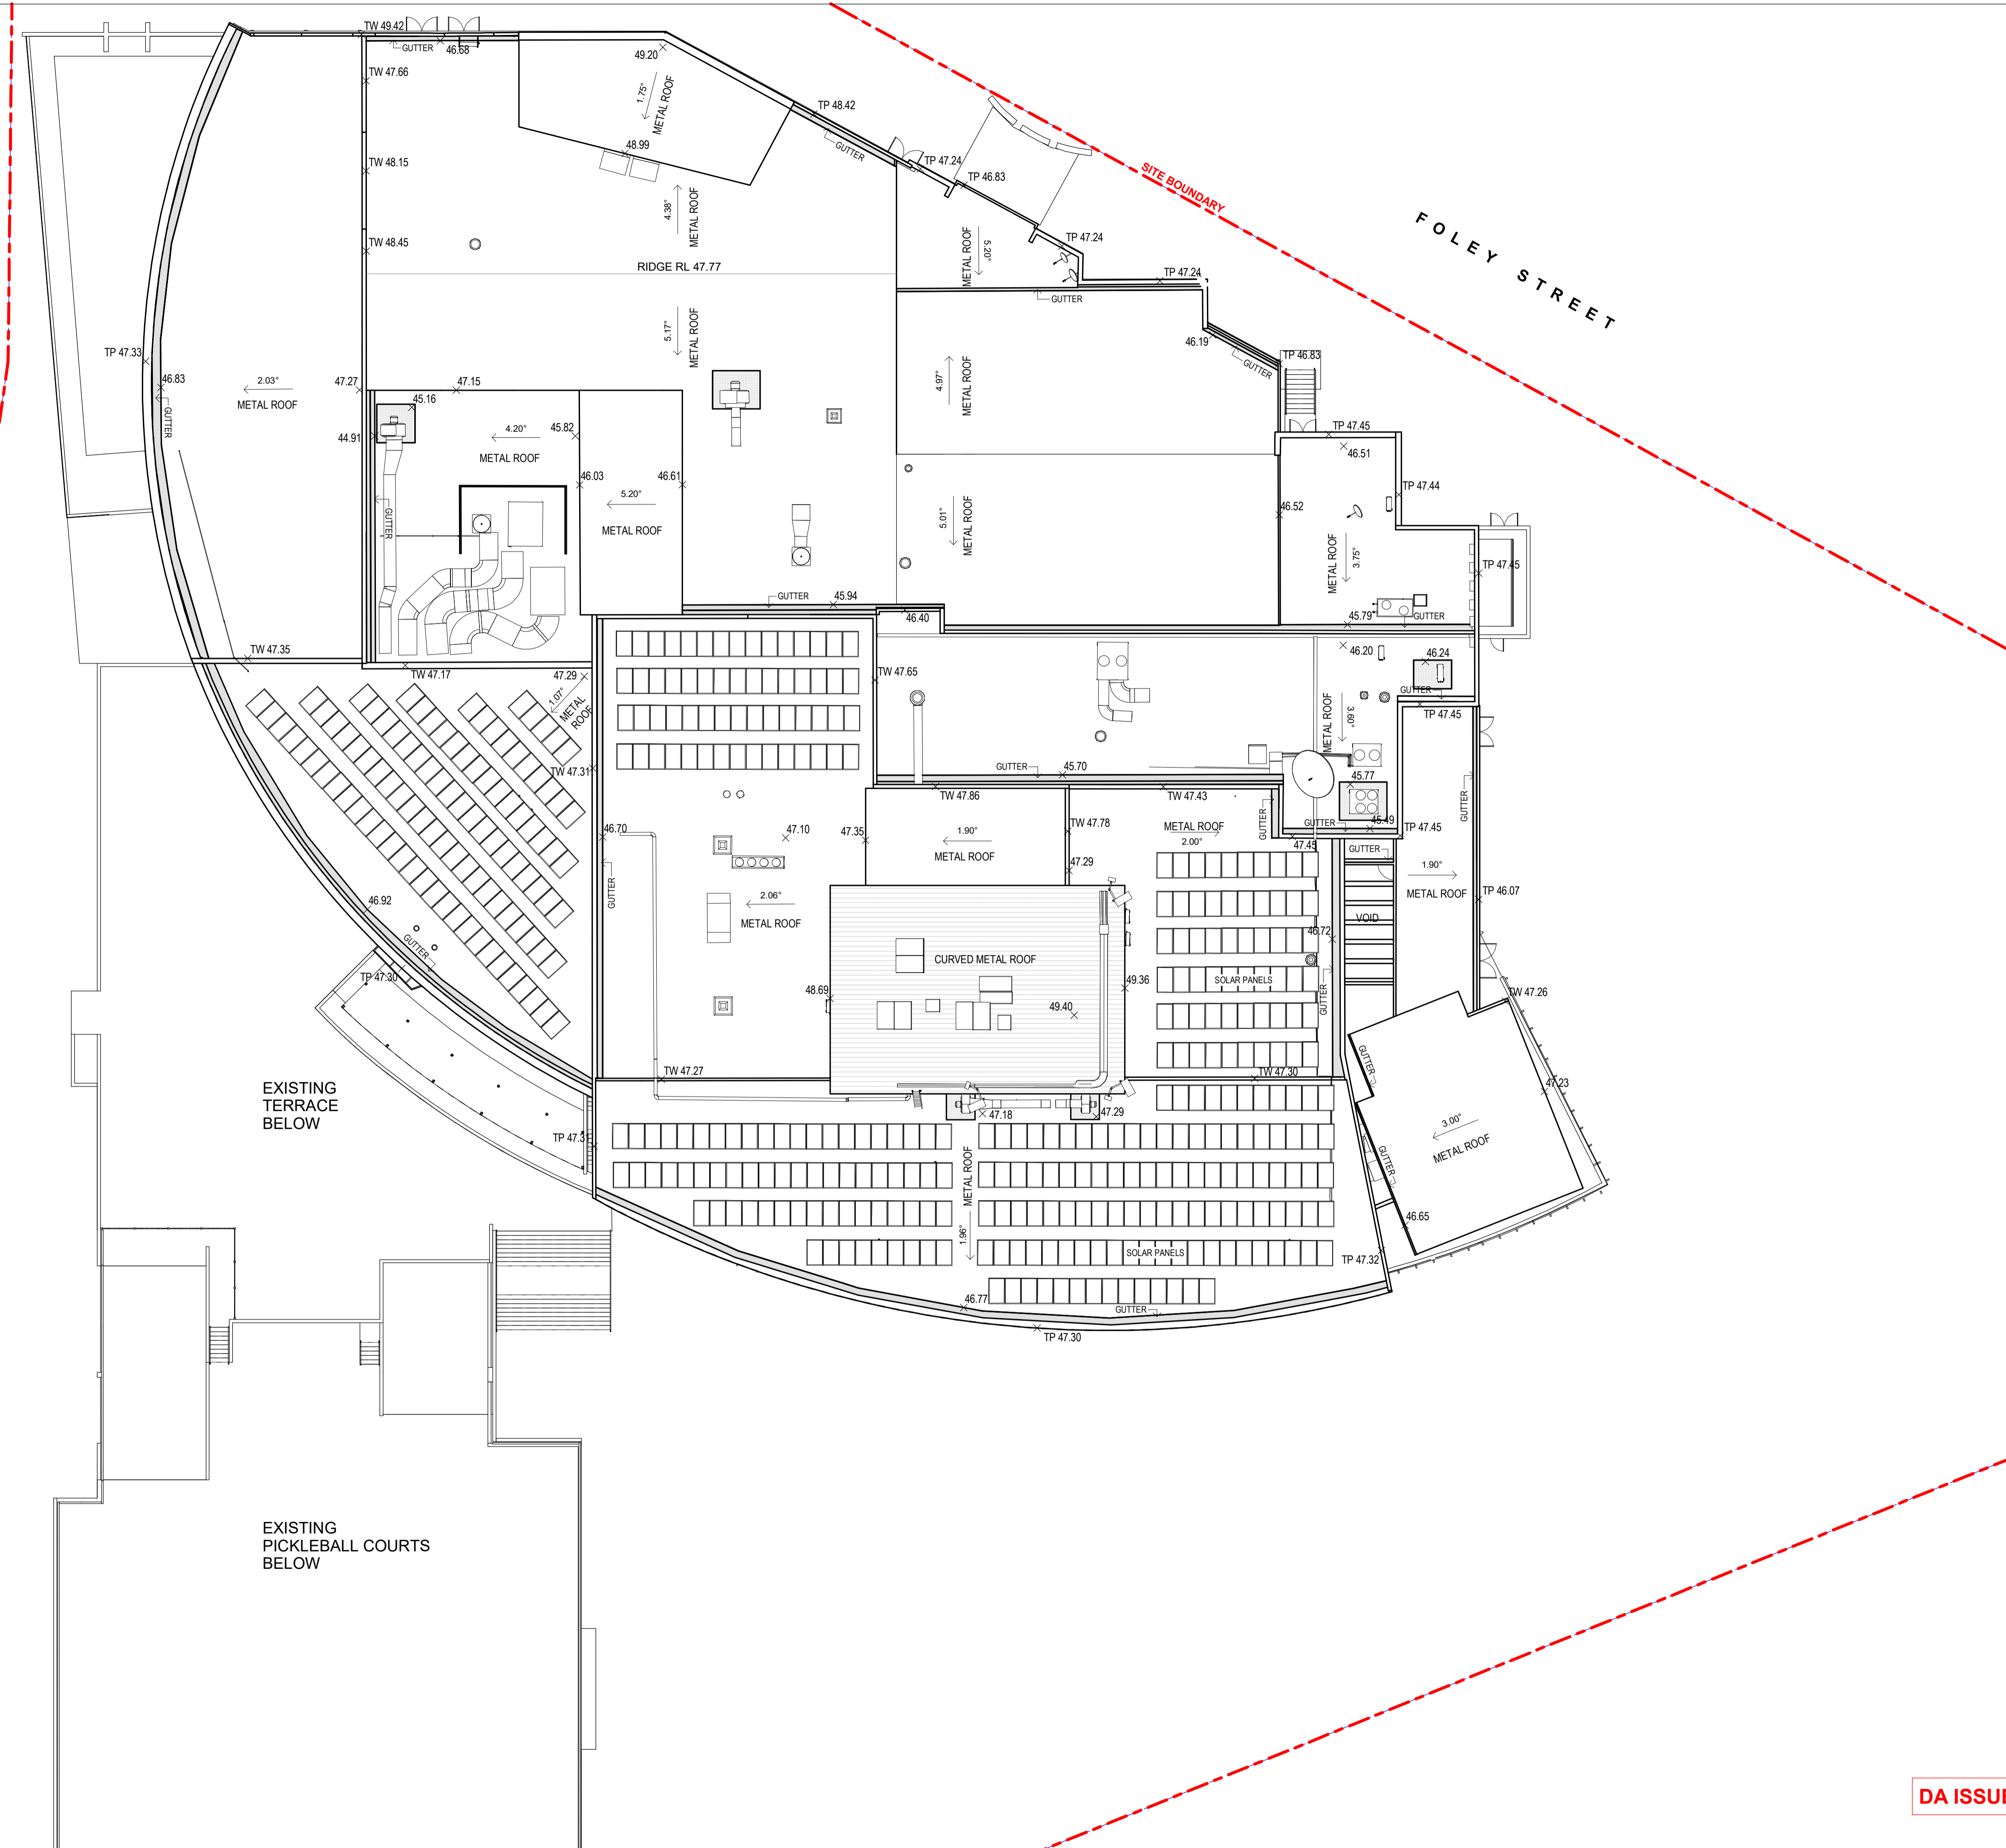 TW 49.42
GUTTER
46.68
49.20
TW 47.66
1.75°
METAL ROOF
TP 48.42
GUTTER
48.99
TW 48.15
TP 47.24
TP 46.83
SITE BOUNDARY
FOLEY STREET
4.38°
METAL ROOF
TW 48.45
RIDGE RL 47.77
METAL ROOF
5.20°
TP 47.24
TP 47.24
GUTTER
5.17°
METAL ROOF
46.19
GUTTER
TP 46.83
TP 47.33
46.83
GUTTER
2.03°
METAL ROOF
47.27
47.15
45.16
44.91
4.20°
METAL ROOF
45.82
4.97°
METAL ROOF
TP 47.45
46.51
46.03
46.61
5.20°
METAL ROOF
GUTTER
5.01°
METAL ROOF
46.52
TP 47.44
METAL ROOF
3.75°
TP 47.45
GUTTER
45.94
46.40
45.79
GUTTER
TW 47.35
TW 47.17
47.29
1.07°
METAL
ROOF
TW 47.65
46.20
46.24
GUTTER
TP 47.45
METAL ROOF
3.60°
TW 47.31
GUTTER
45.70
45.77
GUTTER
TW 47.86
TW 47.43
GUTTER
GUTTER
45.49
TP 47.45
46.70
47.10
47.35
1.90°
METAL ROOF
TW 47.78
METAL ROOF
2.00°
47.45
GUTTER
47.29
1.90°
METAL ROOF
TP 46.07
GUTTER
2.06°
METAL ROOF
46.92
GUTTER
TP 47.30
VOID
46.72
CURVED METAL ROOF
48.69
49.36
49.40
SOLAR PANELS
GUTTER
TW 47.26
GUTTER
TW 47.27
TW 47.30
47.23
EXISTING
TERRACE
BELOW
47.18
47.29
3.00°
METAL ROOF
TP 47.3
METAL ROOF
1.96°
GUTTER
46.65
SOLAR PANELS
TP 47.32
46.77
GUTTER
TP 47.30
EXISTING
PICKLEBALL COURTS
BELOW
DA ISSUE